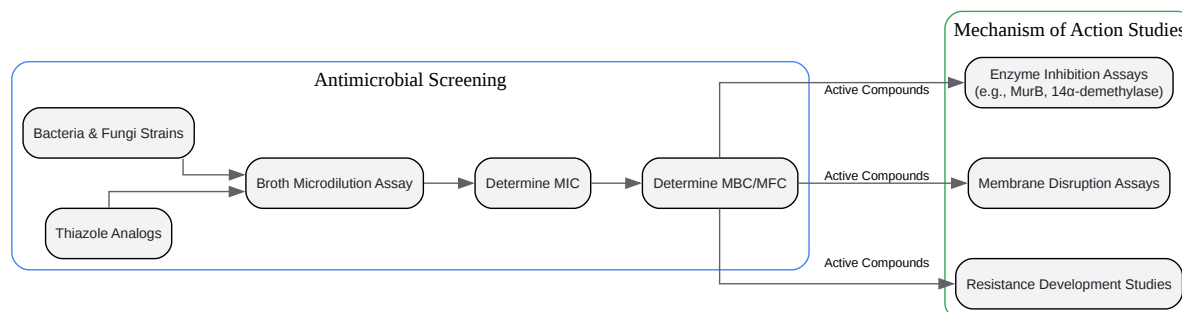 Mechanism of Action Studies
Antimicrobial Screening
Enzyme Inhibition Assays
(e.g., MurB, 14α-demethylase)
Active Compounds
Bacteria & Fungi Strains
Broth Microdilution Assay
Determine MIC
Determine MBC/MFC
Active Compounds
Membrane Disruption Assays
Thiazole Analogs
Active Compounds
Resistance Development Studies